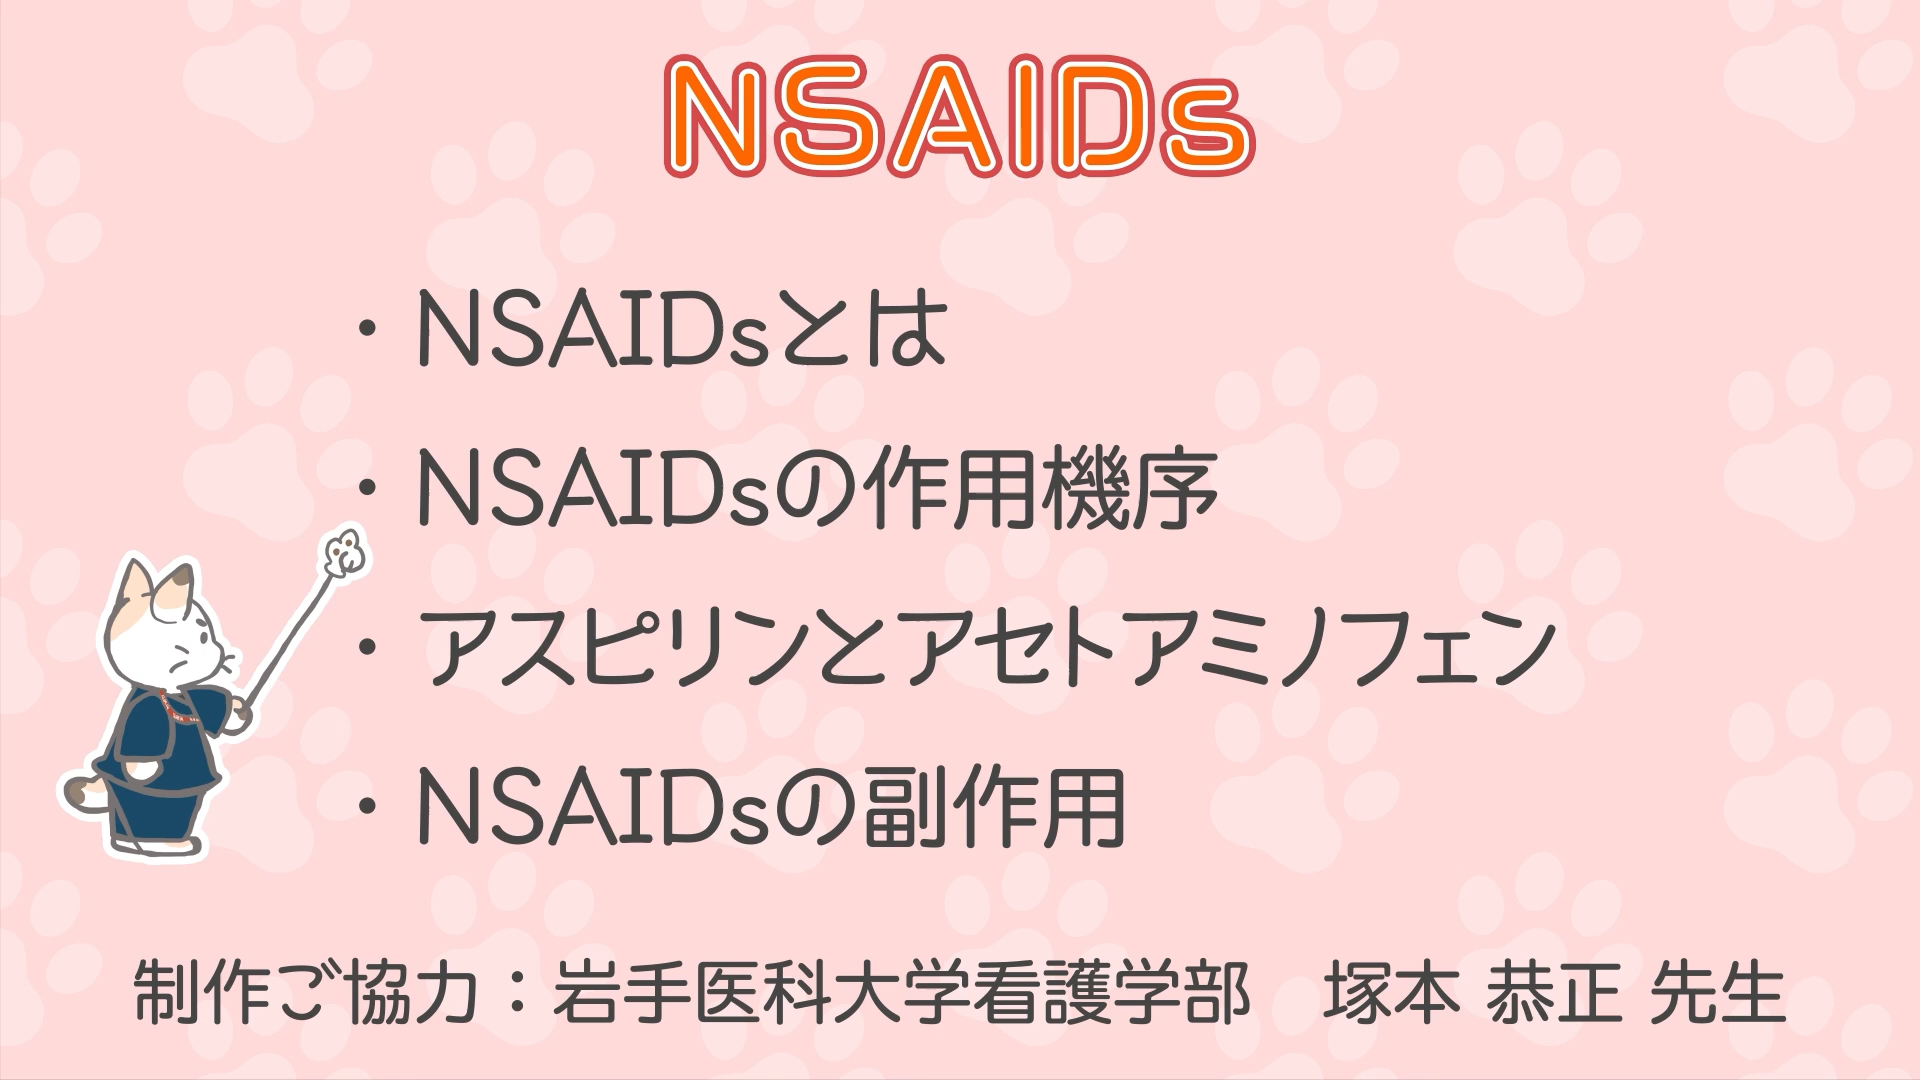 NSAIDs
・NSAIDsとは
・NSAIDsの作用機序
・アスピリンとアセトアミノフェン
・NSAIDsの副作用
制作ご協力：岩手医科大学看護学部　塚本 恭正 先生